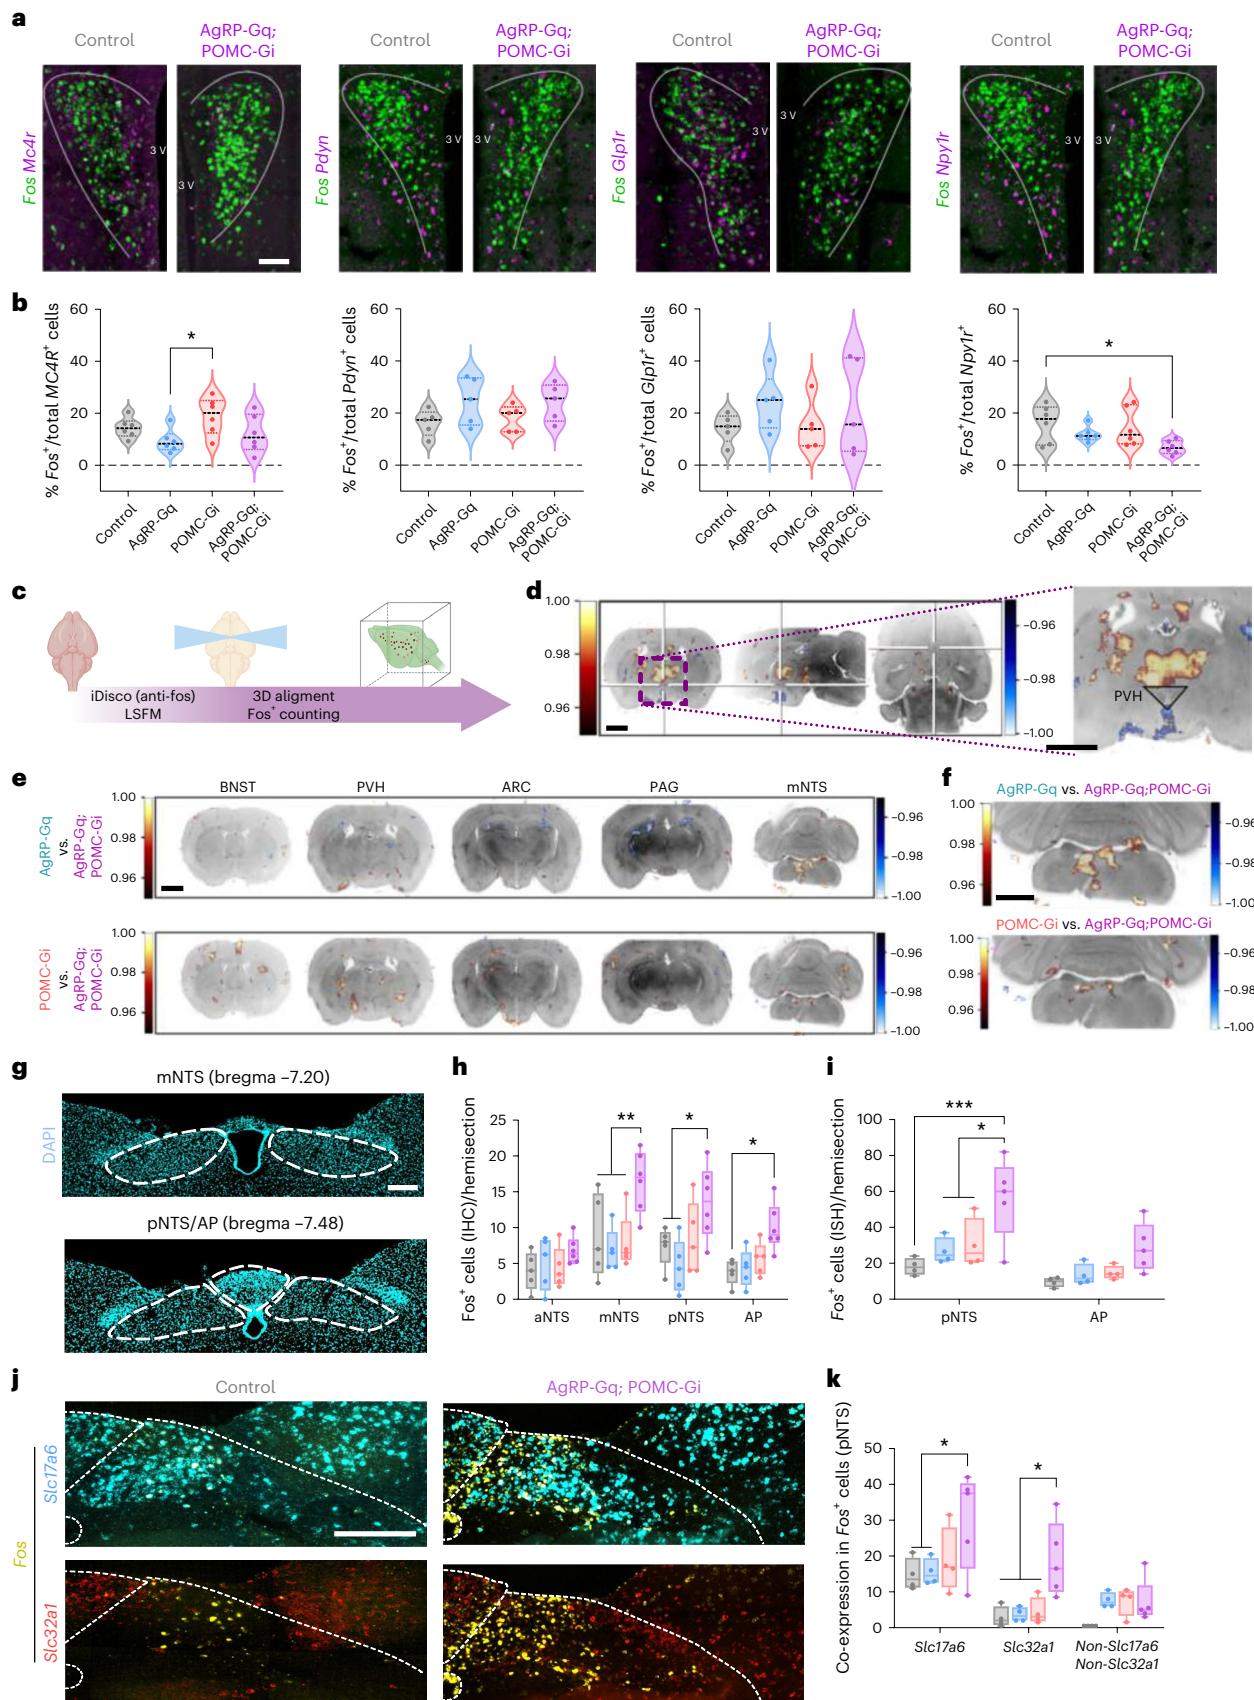 a
Control
AgRP-Gq;
POMC-Gi
Control
AgRP-Gq;
POMC-Gi
Control
AgRP-Gq;
POMC-Gi
Control
AgRP-Gq;
POMC-Gi
Fos Mc4r
3 V
3 V
Fos Pdyn
3 V
3 V
Fos Glp1r
3 V
3 V
Fos Npy1r
3 V
3 V
b
% Fos+/total MC4R+ cells
60
40
20
0
*
Control
AgRP-Gq
POMC-Gi
AgRP-Gq;
POMC-Gi
% Fos+/total Pdyn+ cells
60
40
20
0
Control
AgRP-Gq
POMC-Gi
AgRP-Gq;
POMC-Gi
% Fos+/total Glp1r+ cells
60
40
20
0
Control
AgRP-Gq
POMC-Gi
AgRP-Gq;
POMC-Gi
% Fos+/total Npy1r+
60
40
20
0
*
Control
AgRP-Gq
POMC-Gi
AgRP-Gq;
POMC-Gi
c
iDisco (anti-fos)
LSFM
3D aligment
Fos+ counting
d
1.00
0.98
0.96
−0.96
−0.98
−1.00
PVH
e
BNST
PVH
ARC
PAG
mNTS
AgRP-Gq
vs.
AgRP-Gq;
POMC-Gi
1.00
0.98
0.96
−0.96
−0.98
−1.00
POMC-Gi
vs.
AgRP-Gq;
POMC-Gi
1.00
0.98
0.96
−0.96
−0.98
−1.00
f
AgRP-Gq vs. AgRP-Gq;POMC-Gi
1.00
0.98
0.96
−0.96
−0.98
−1.00
POMC-Gi vs. AgRP-Gq;POMC-Gi
1.00
0.98
0.96
−0.96
−0.98
−1.00
g
mNTS (bregma −7.20)
DAPI
pNTS/AP (bregma −7.48)
h
Fos+ cells (IHC)/hemisection
25
20
15
10
5
0
**
*
*
aNTS
mNTS
pNTS
AP
i
Fos+ cells (ISH)/hemisection
100
80
60
40
20
0
***
*
pNTS
AP
j
Control
AgRP-Gq; POMC-Gi
Fos
Slc17a6
Slc32a1
k
Co-expression in Fos+ cells (pNTS)
50
40
30
20
10
0
*
*
Slc17a6
Slc32a1
Non-Slc17a6
Non-Slc32a1